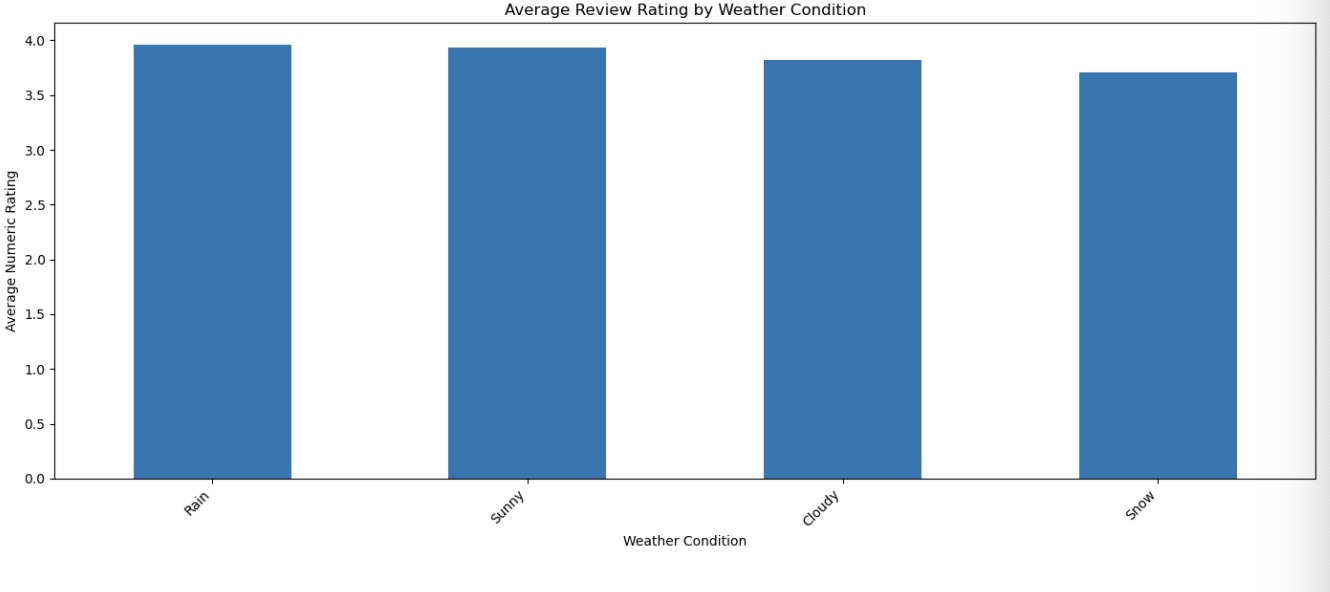 Average Review Rating by Weather Condition
4.0
3.5
3.0
2.5
2.0
1.5
1.0
0.5
0.0
Average Numeric Rating
Rain
Sunny
Cloudy
Snow
Weather Condition